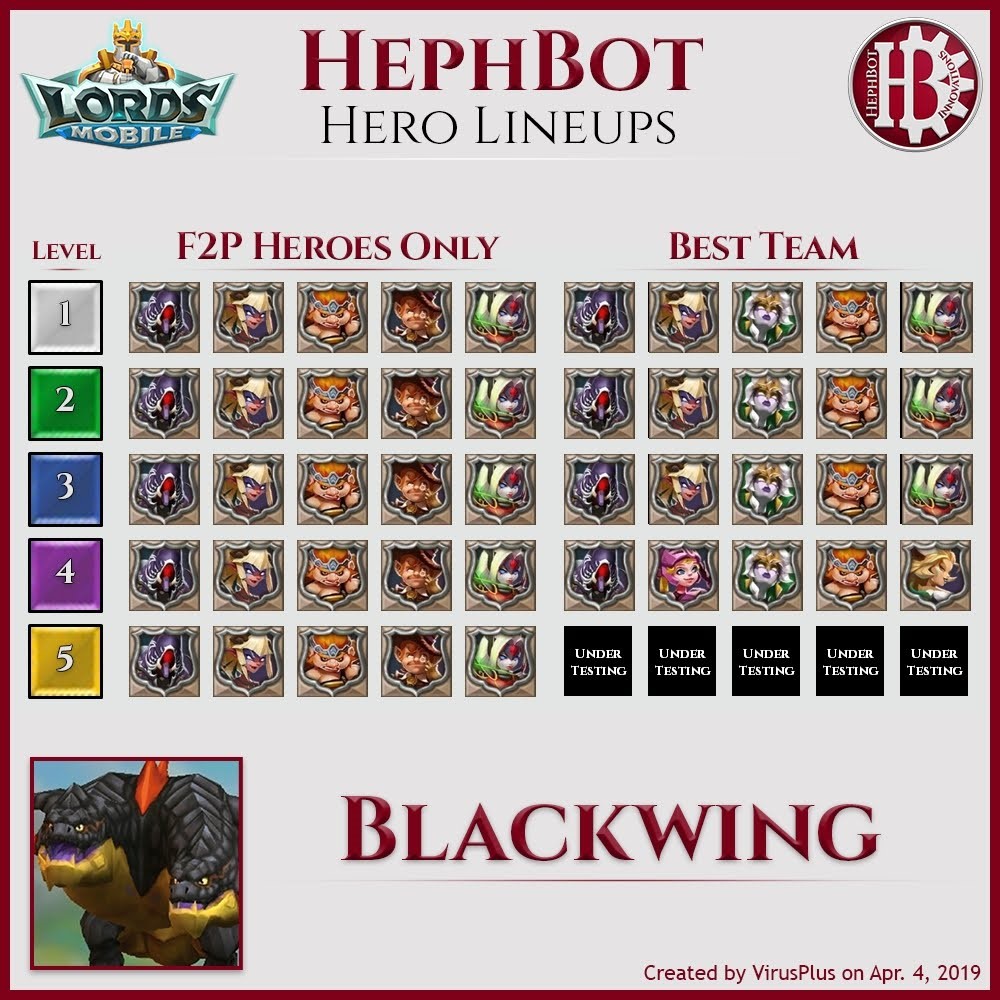 LORDS
MOBILE
HEPHBOT
HERO LINEUPS
HEPHBOT
HB
INNOVATIONS
LEVEL
F2P HEROES ONLY
BEST TEAM
1
2
3
4
5
UNDER TESTING
UNDER TESTING
UNDER TESTING
UNDER TESTING
UNDER TESTING
BLACKWING
Created by VirusPlus on Apr. 4, 2019